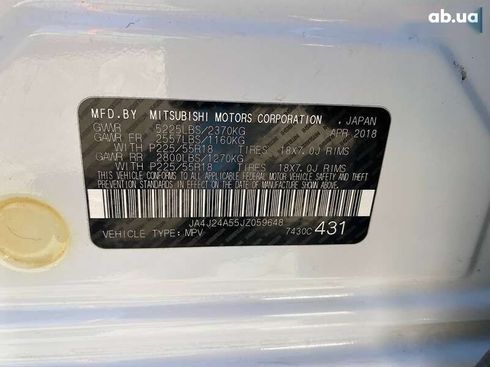 ab.ua
MFD.BY MITSUBISHI MOTORS CORPORATION . JAPAN
GVWR 5225LBS/2370KG APR 2018
GAWR FR 2557LBS/1160KG
WITH P225/55R18 TIRES 18X7.0J RIMS
GAWR RR 2800LBS/1270KG
WITH P225/55R18 TIRES 18X7.0J RIMS
THIS VEHICLE CONFORMS TO ALL APPLICABLE FEDERAL MOTOR VEHICLE SAFETY AND THEFT
PREVENTION STANDARDS IN EFFECT ON THE DATE OF MANUFACTURE SHOWN ABOVE.
JA4J24A55JZ059648
VEHICLE TYPE:MPV 7430C 431